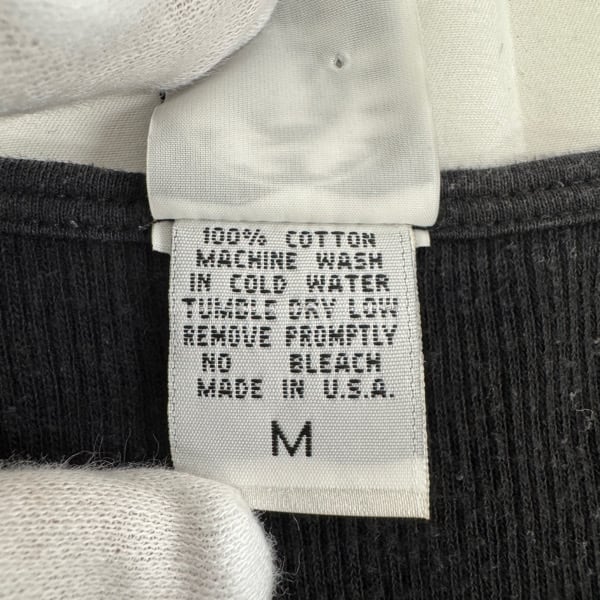 100% COTTON
MACHINE WASH
IN COLD WATER
TUMBLE DRY LOW
REMOVE PROMPTLY
NO BLEACH
MADE IN U.S.A.
M